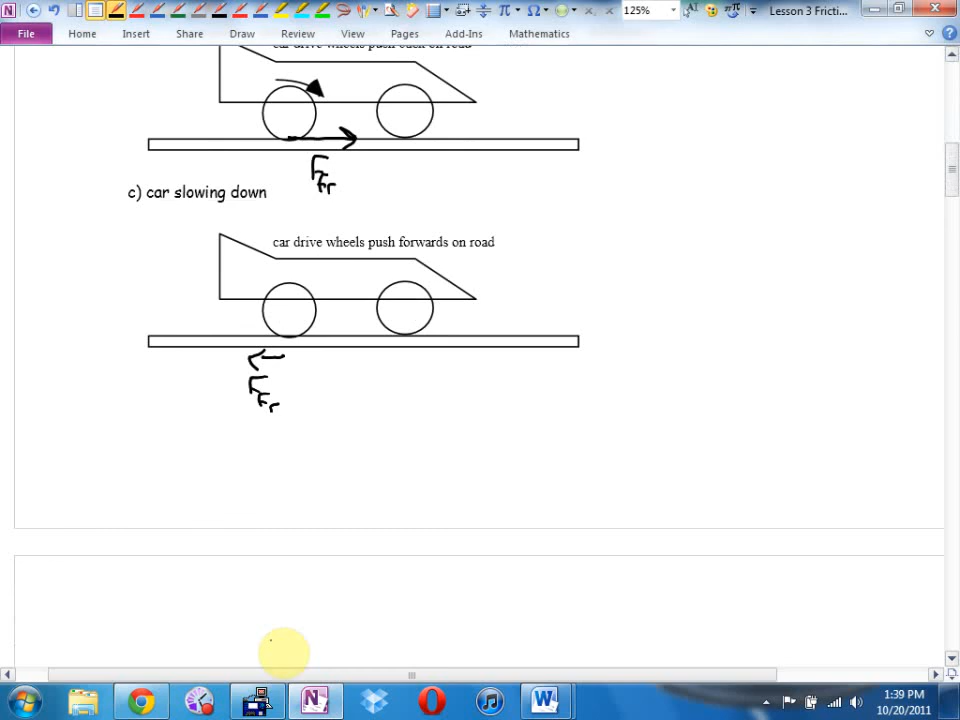 125%
Lesson 3 Fricti...
File Home Insert Share Draw Review View Pages Add-Ins Mathematics
car drive wheels push back on road
F Fr
c) car slowing down
car drive wheels push forwards on road
F Fr
1:39 PM
10/20/2011